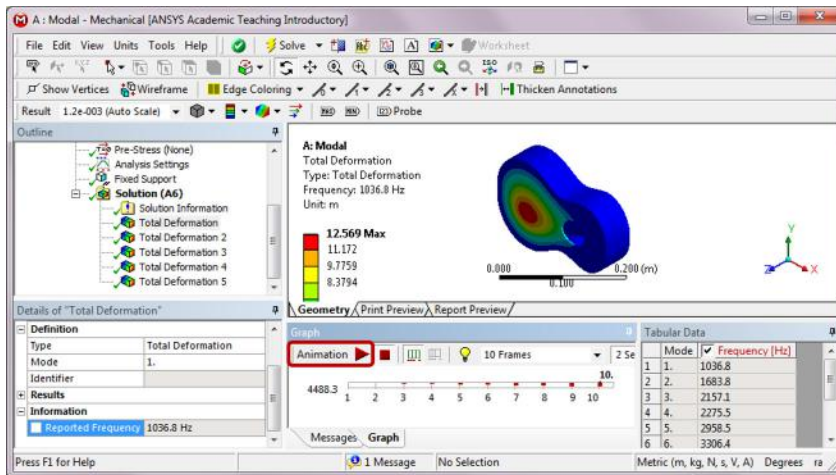 A : Modal - Mechanical [ANSYS Academic Teaching Introductory]
File Edit View Units Tools Help Solve Worksheet
Show Vertices Wireframe Edge Coloring Thicken Annotations
Result 1.2e-003 (Auto Scale) Probe
Outline
Pre-Stress (None)
Analysis Settings
Fixed Support
Solution (A6)
Solution Information
Total Deformation
Total Deformation 2
Total Deformation 3
Total Deformation 4
Total Deformation 5
A: Modal
Total Deformation
Type: Total Deformation
Frequency: 1036.8 Hz
Unit: m
12.569 Max
11.172
9.7759
8.3794
0.000 0.200 (m)
0.100
Y
Z X
Geometry Print Preview Report Preview
Details of "Total Deformation"
Definition
Type Total Deformation
Mode 1.
Identifier
Results
Information
Reported Frequency 1036.8 Hz
Graph
Animation 10 Frames 2 Se
10.
4488.3
1 2 3 4 5 6 7 8 9 10
Messages Graph
Tabular Data
Mode Frequency [Hz]
1 1. 1036.8
2 2. 1683.8
3 3. 2157.1
4 4. 2275.5
5 5. 2958.5
6 6. 3306.4
Press F1 for Help 1 Message No Selection Metric (m, kg, N, s, V, A) Degrees ra